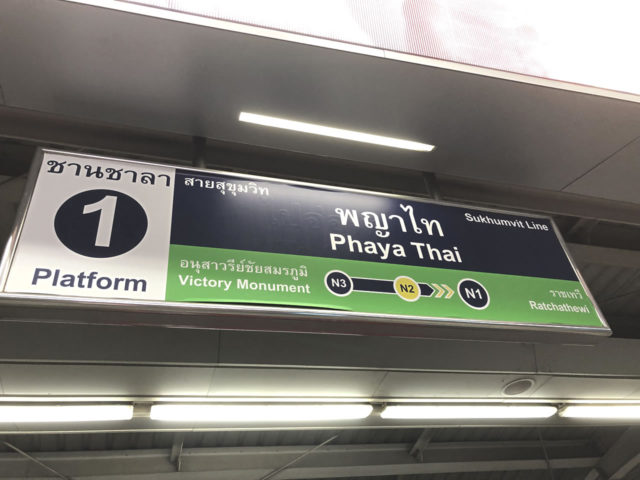 ชานชาลา
1
Platform
สายสุขุมวิท
พญาไท
Phaya Thai
Sukhumvit Line
อนุสาวรีย์ชัยสมรภูมิ
Victory Monument
N3
N2
N1
ราชเทวี
Ratchathewi